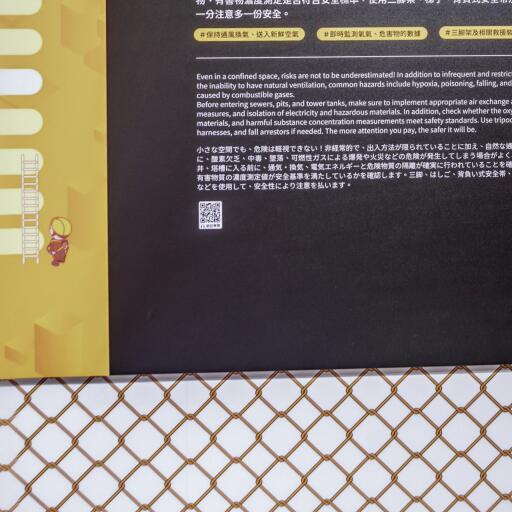 物，有害物濃度測定是否符合安全標準，使用三腳架、梯子、背負式安全帶
一分注意多一份安全。
#保持通風換氣、送入新鮮空氣 #即時監測氧氣、危害物的數據 #三腳架及相關救援
Even in a confined space, risks are not to be underestimated! In addition to infrequent and restric
the inability to have natural ventilation, common hazards include hypoxia, poisoning, falling, and
caused by combustible gases.
Before entering sewers, pits, and tower tanks, make sure to implement appropriate air exchange a
measures, and isolation of electricity and hazardous materials. In addition, check whether the ox
materials, and harmful substance concentration measurements meet safety standards. Use tripo
harnesses, and fall arrestors if needed. The more attention you pay, the safer it will be.
小さな空間でも、危険は軽視できない！非経常的で、出入方法が限られていることに加え、自然な通
に、酸素欠乏、中毒、墜落、可燃性ガスによる爆発や火災などの危険が発生してしまう場合がよく
井、塔槽に入る前に、通気、換気、電気エネルギーと危険物質の隔離が確実に行われていることを確
有害物質の濃度測定値が安全基準を満たしているかを確認します。三脚、はしご、背負い式安全帯、
などを使用して、安全性により注意を払います。